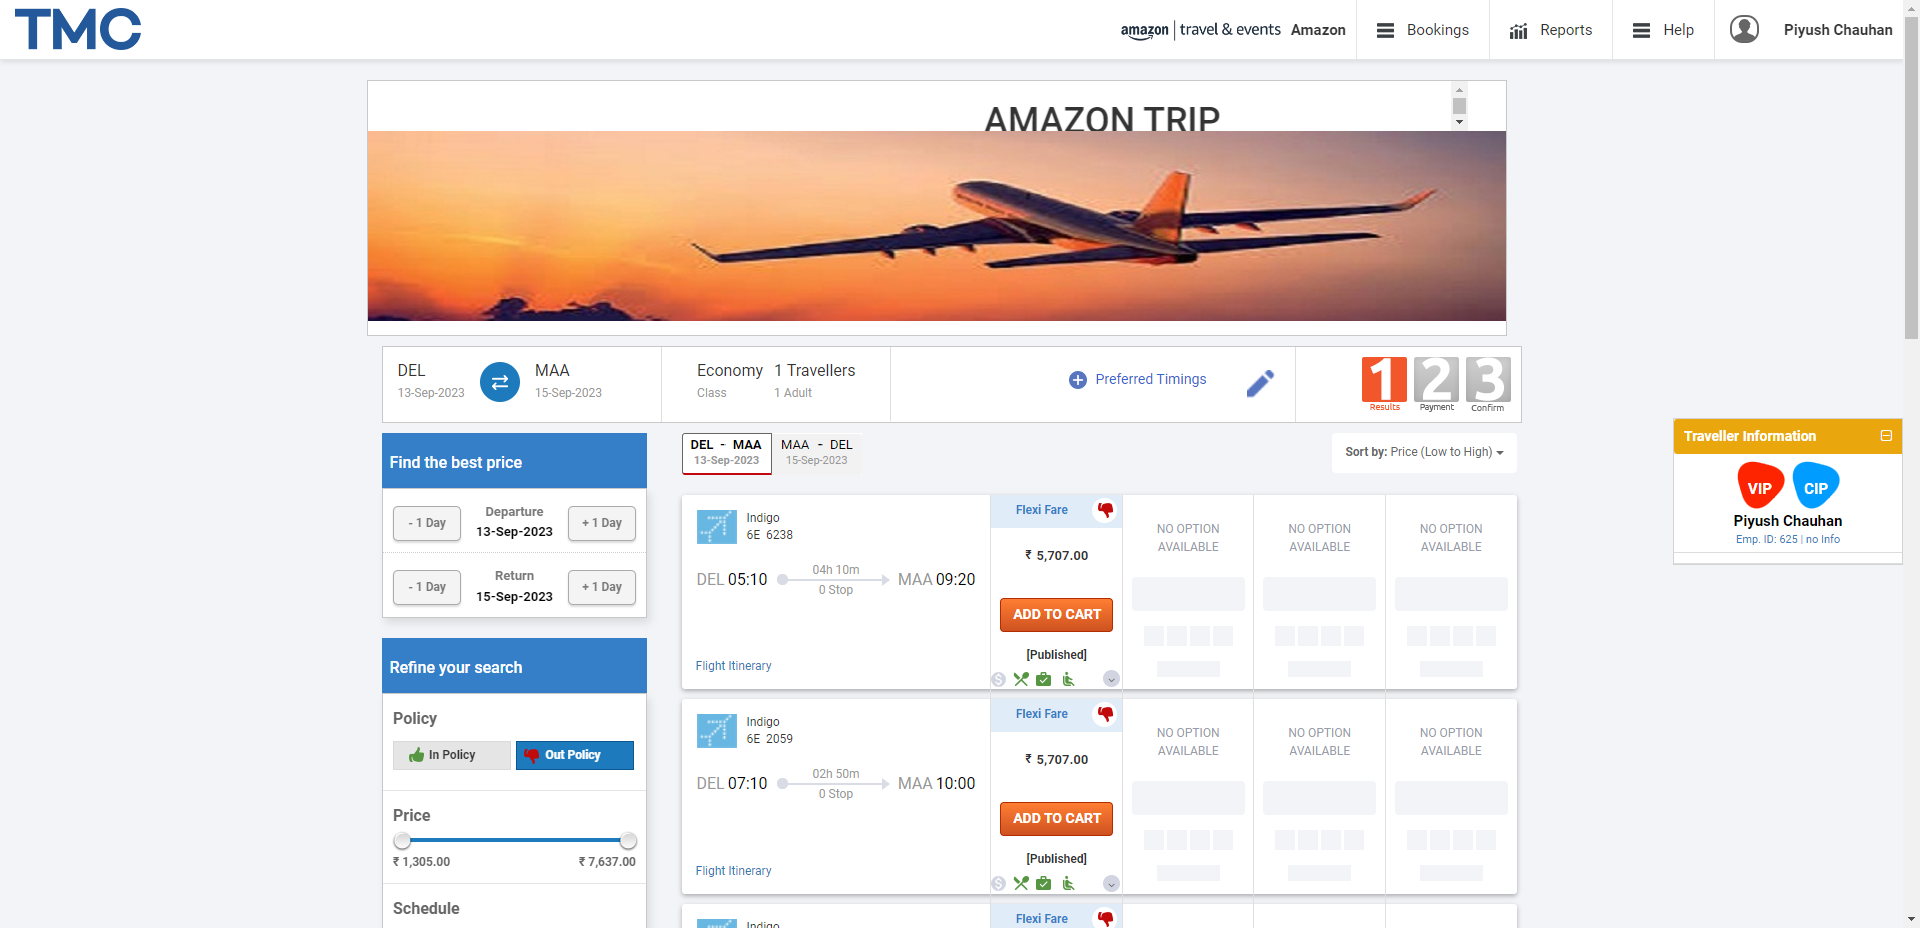 TMC
amazon travel & events Amazon
Bookings
Reports
Help
Piyush Chauhan
AMAZON TRIP
DEL
13-Sep-2023
MAA
15-Sep-2023
Economy
Class
1 Travellers
1 Adult
Preferred Timings
1 2 3
Results Payment Confirm
Find the best price
Departure
- 1 Day 13-Sep-2023 + 1 Day
Return
- 1 Day 15-Sep-2023 + 1 Day
Refine your search
Policy
In Policy Out Policy
Price
₹ 1,305.00 ₹ 7,637.00
Schedule
DEL - MAA
13-Sep-2023
MAA - DEL
15-Sep-2023
Sort by: Price (Low to High)
Indigo
6E 6238
DEL 05:10
04h 10m
0 Stop
MAA 09:20
Flight Itinerary
Flexi Fare
₹ 5,707.00
ADD TO CART
[Published]
NO OPTION
AVAILABLE
NO OPTION
AVAILABLE
NO OPTION
AVAILABLE
Indigo
6E 2059
DEL 07:10
02h 50m
0 Stop
MAA 10:00
Flight Itinerary
Flexi Fare
₹ 5,707.00
ADD TO CART
[Published]
NO OPTION
AVAILABLE
NO OPTION
AVAILABLE
NO OPTION
AVAILABLE
Indigo
Flexi Fare
Traveller Information
VIP CIP
Piyush Chauhan
Emp. ID: 625 | no Info